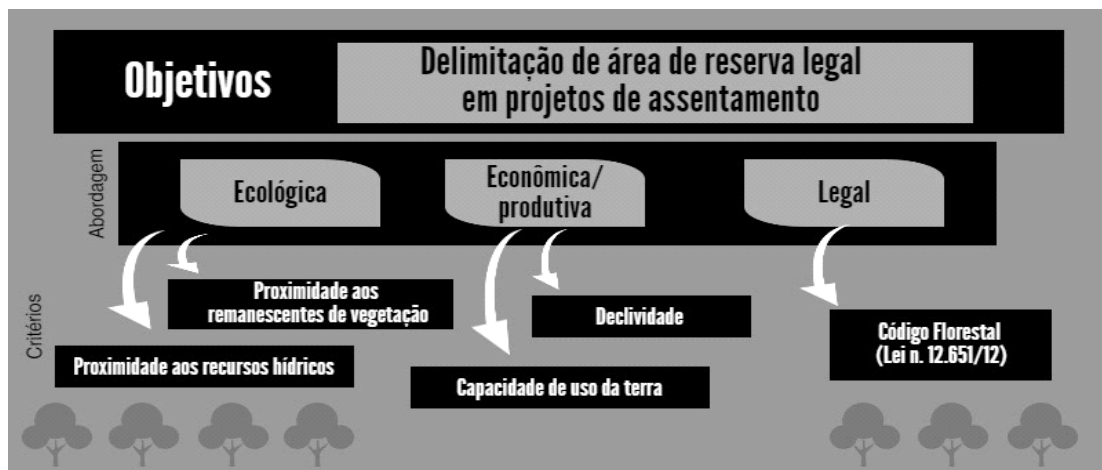 Objetivos
Delimitação de área de reserva legal
em projetos de assentamento
Abordagem
Ecológica
Econômica/
produtiva
Legal
Critérios
Proximidade aos
remanescentes de vegetação
Proximidade aos recursos hídricos
Declividade
Capacidade de uso da terra
Código Florestal
(Lei n. 12.651/12)